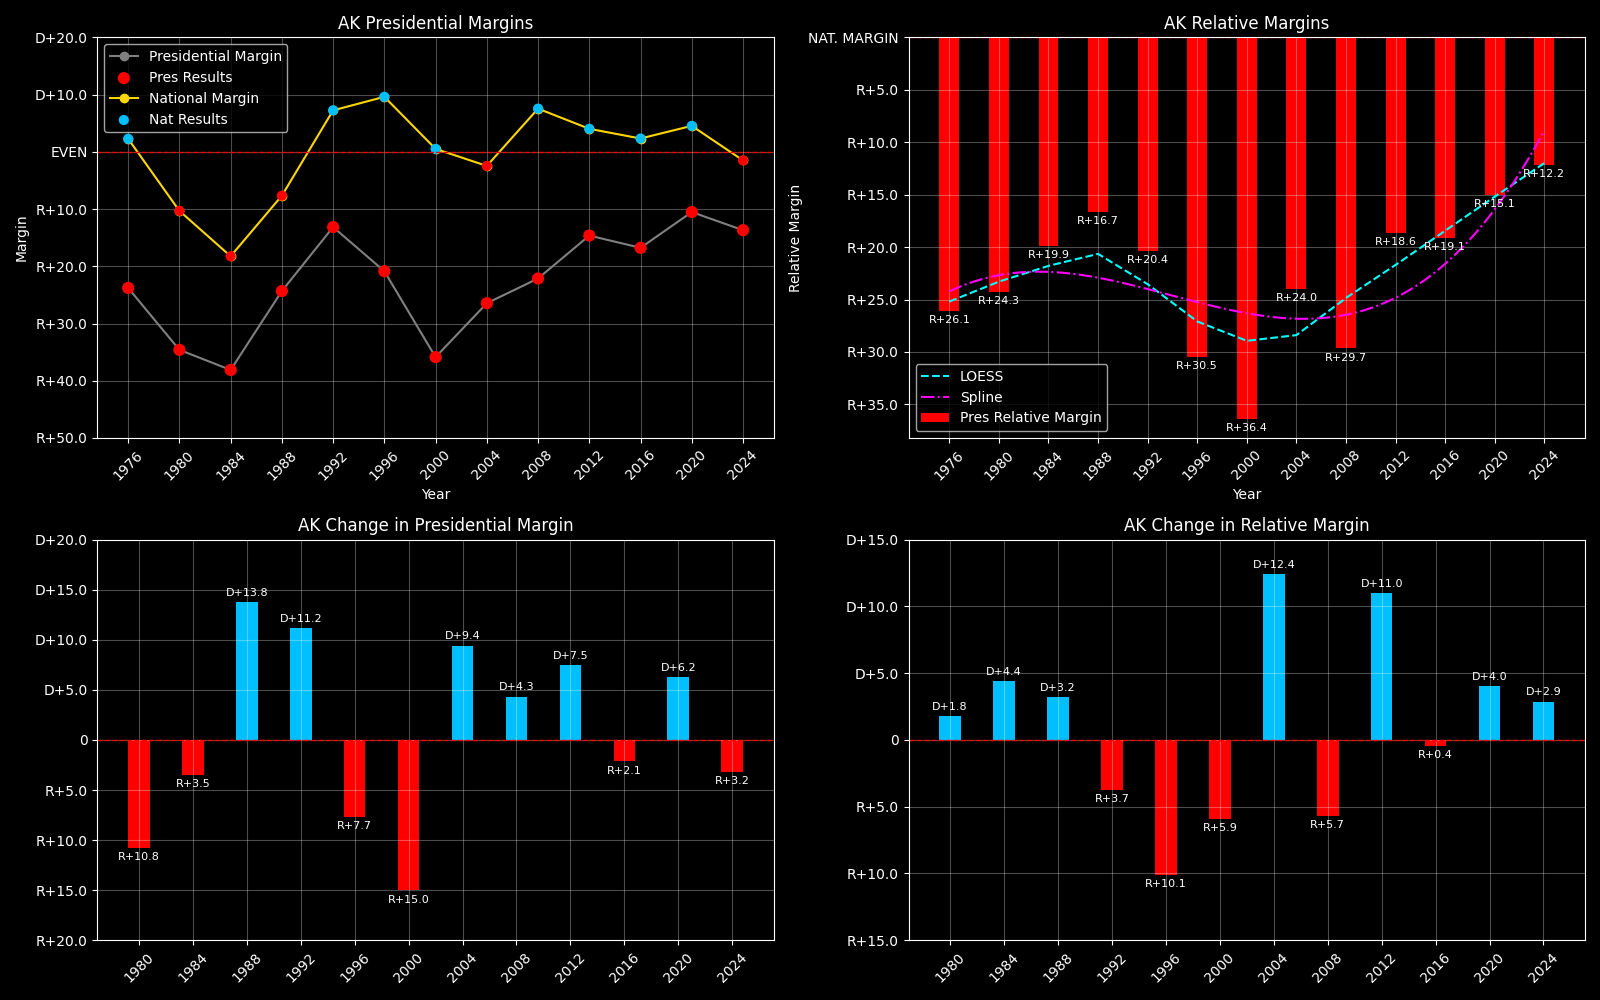 AK Presidential Margins
D+20.0
D+10.0
EVEN
R+10.0
R+20.0
R+30.0
R+40.0
R+50.0
Margin
Presidential Margin
Pres Results
National Margin
Nat Results
1976
1980
1984
1988
1992
1996
2000
2004
2008
2012
2016
2020
2024
Year
AK Relative Margins
NAT. MARGIN
R+5.0
R+10.0
R+15.0
R+20.0
R+25.0
R+30.0
R+35.0
Relative Margin
R+26.1
R+24.3
R+19.9
R+16.7
R+20.4
R+30.5
R+36.4
R+24.0
R+29.7
R+18.6
R+19.1
R+15.1
R+12.2
LOESS
Spline
Pres Relative Margin
1976
1980
1984
1988
1992
1996
2000
2004
2008
2012
2016
2020
2024
Year
AK Change in Presidential Margin
D+20.0
D+15.0
D+10.0
D+5.0
0
R+5.0
R+10.0
R+15.0
R+20.0
R+10.8
R+3.5
D+13.8
D+11.2
R+7.7
R+15.0
D+9.4
D+4.3
D+7.5
R+2.1
D+6.2
R+3.2
1980
1984
1988
1992
1996
2000
2004
2008
2012
2016
2020
2024
AK Change in Relative Margin
D+15.0
D+10.0
D+5.0
0
R+5.0
R+10.0
R+15.0
D+1.8
D+4.4
D+3.2
R+3.7
R+10.1
R+5.9
D+12.4
R+5.7
D+11.0
R+0.4
D+4.0
D+2.9
1980
1984
1988
1992
1996
2000
2004
2008
2012
2016
2020
2024